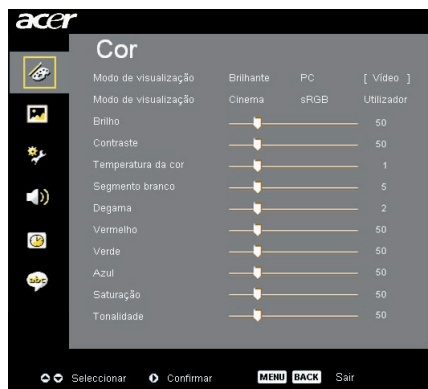 acer
Cor
Modo de visualização Brilhante PC [ Vídeo ]
Modo de visualização Cinema sRGB Utilizador
Brilho 50
Contraste 50
Temperatura da cor 1
Segmento branco 5
Degama 2
Vermelho 50
Verde 50
Azul 50
Saturação 50
Tonalidade 50
abc
Seleccionar Confirmar MENU BACK Sair